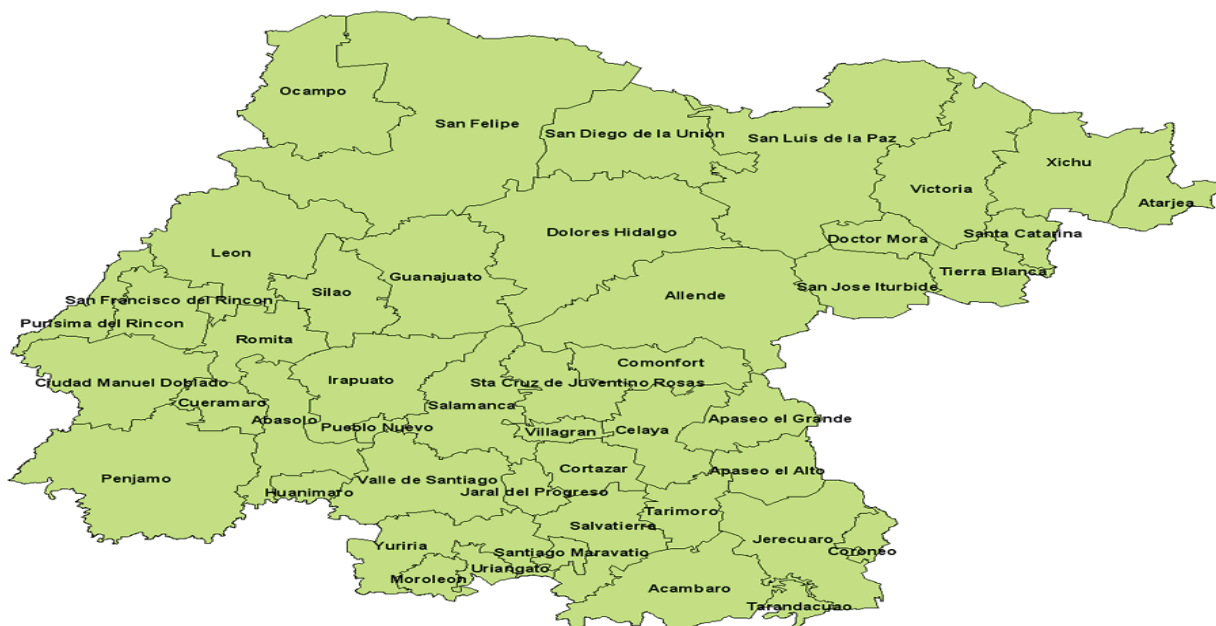 Ocampo
San Felipe
San Diego de la Union
San Luis de la Paz
Xichu
Victoria
Atarjea
Dolores Hidalgo
Doctor Mora
Santa Catarina
Leon
Guanajuato
Tierra Blanca
Silao
Allende
San Jose Iturbide
San Francisco del Rincon
Purisima del Rincon
Romita
Comonfort
Ciudad Manuel Doblado
Irapuato
Sta Cruz de Juventino Rosas
Cueramaro
Salamanca
Abasolo
Pueblo Nuevo
Villagran
Celaya
Apaseo el Grande
Penjamo
Valle de Santiago
Cortazar
Apaseo el Alto
Huanimaro
Jaral del Progreso
Tarimoro
Salvatierra
Yuriria
Santiago Maravatio
Jerecuaro
Coroneo
Moroleon
Uriangato
Acambaro
Tarandacuao